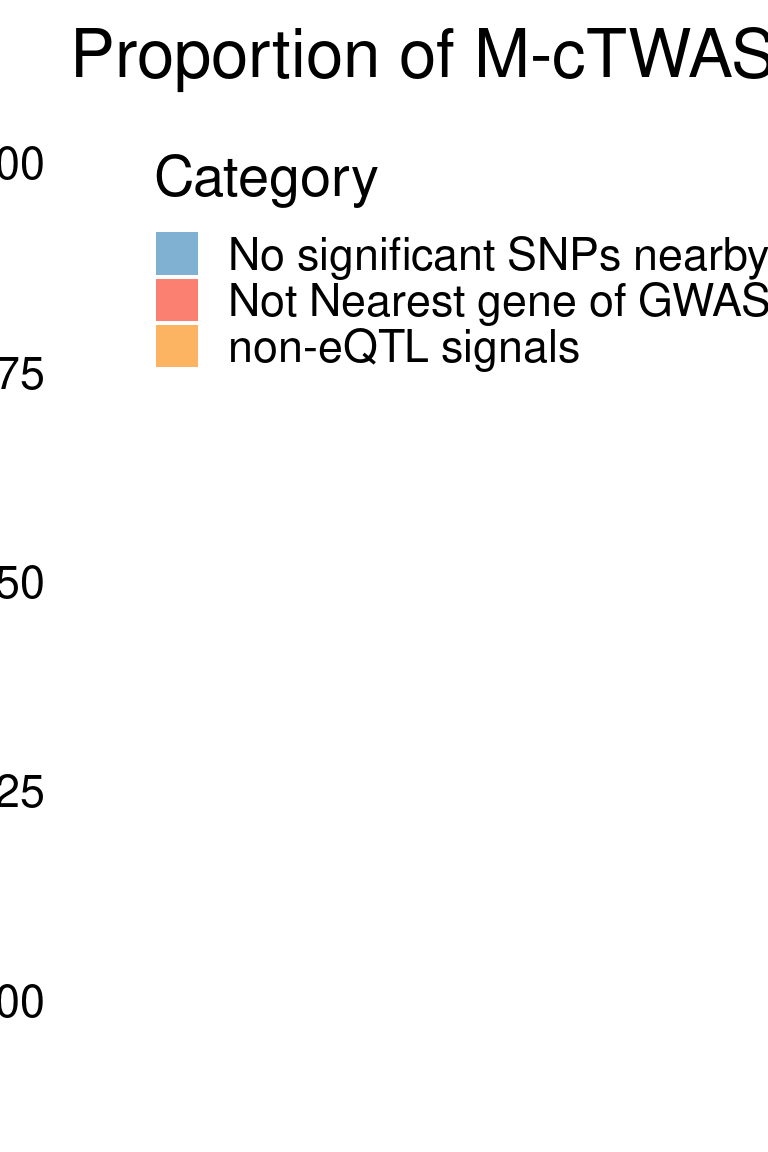 Proportion of M-cTWAS
00
Category
No significant SNPs nearby
Not Nearest gene of GWAS
non-eQTL signals
75
50
25
00